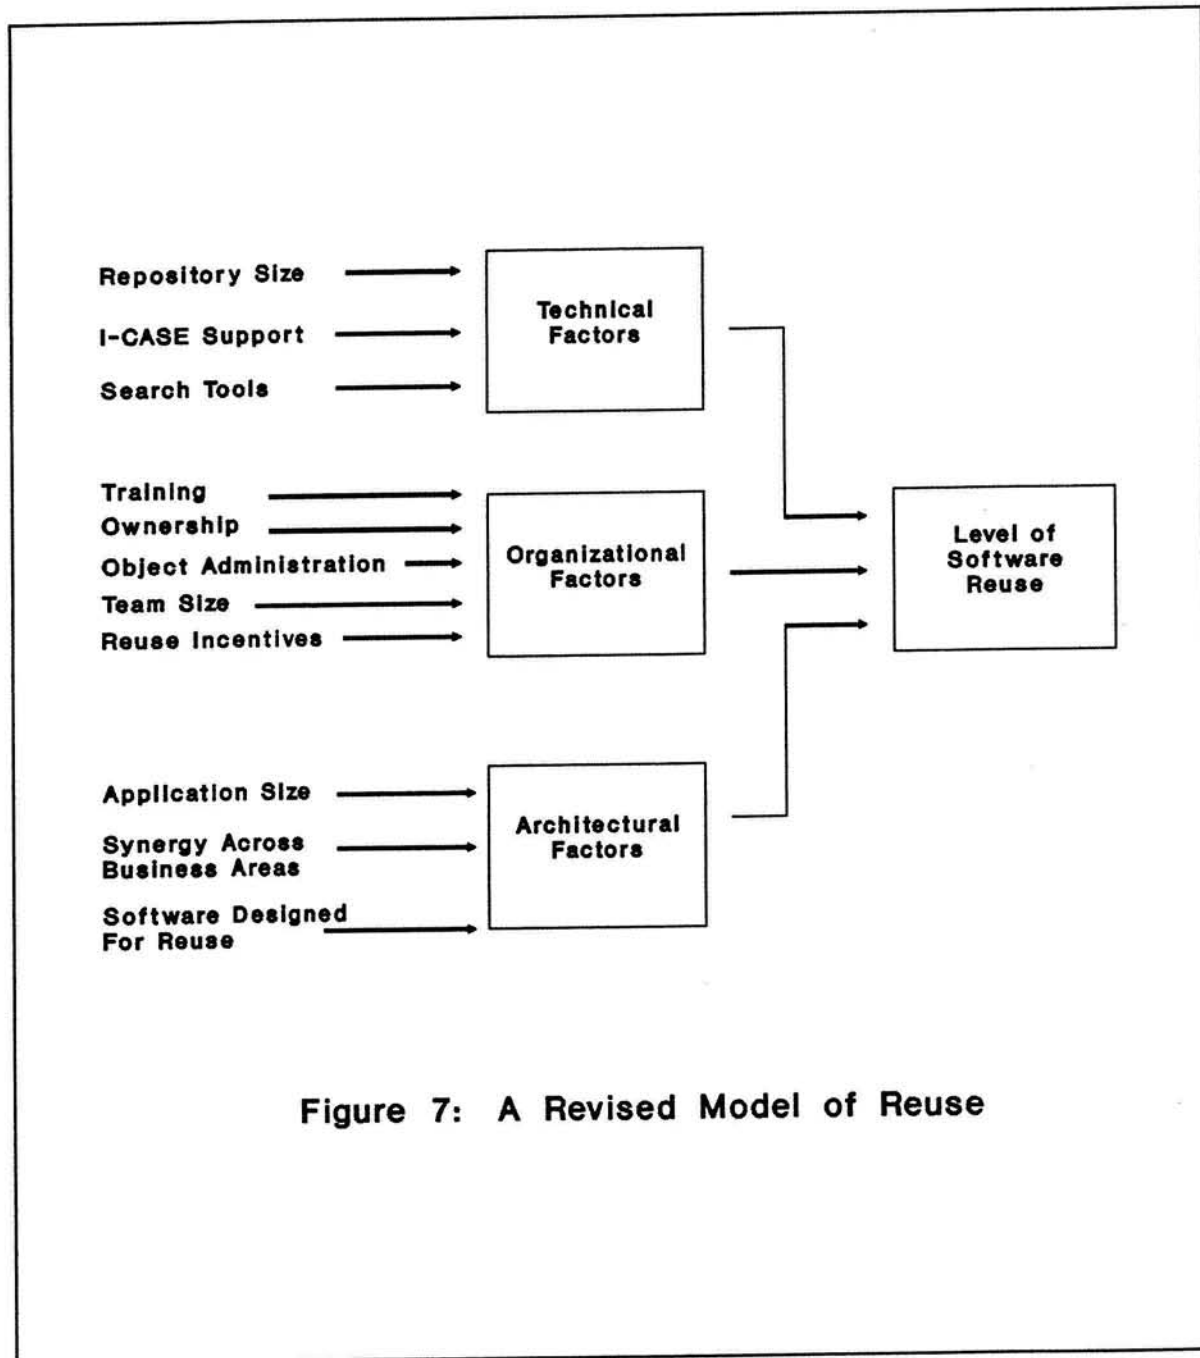 Repository Size
I-CASE Support
Search Tools
Technical
Factors
Training
Ownership
Object Administration
Team Size
Reuse Incentives
Organizational
Factors
Level of
Software
Reuse
Application Size
Synergy Across
Business Areas
Software Designed
For Reuse
Architectural
Factors
Figure 7: A Revised Model of Reuse